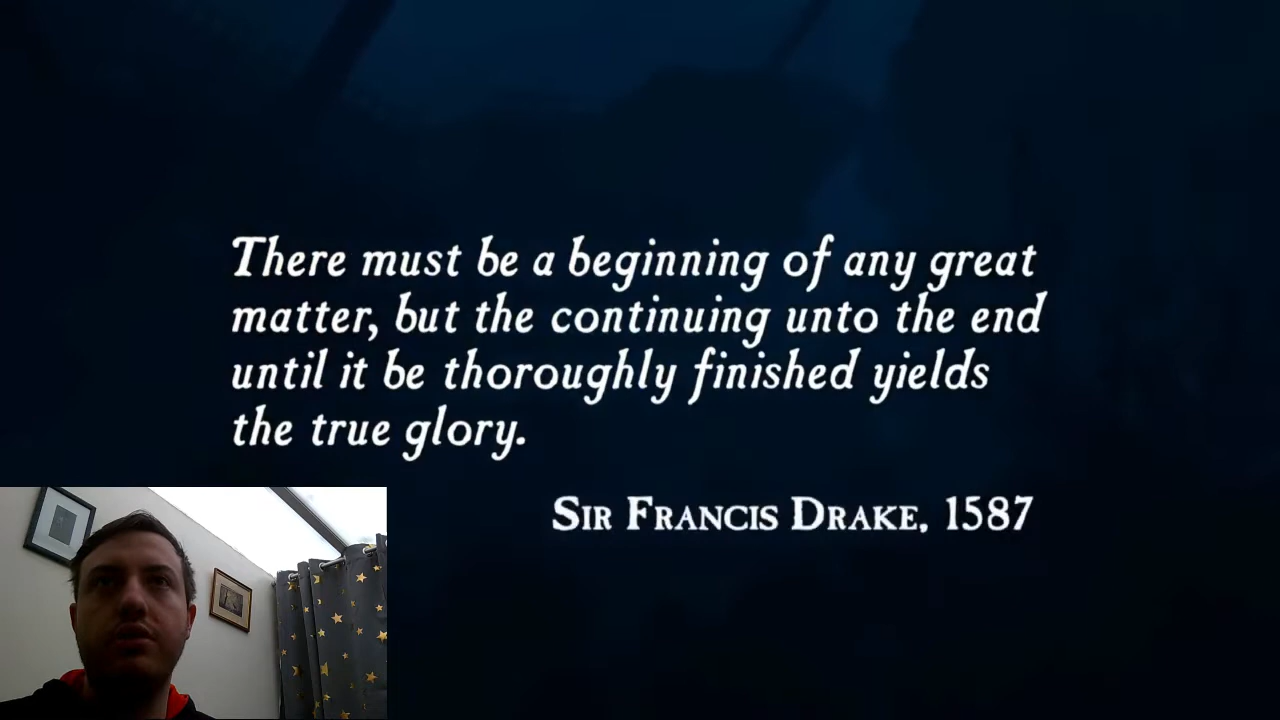 There must be a beginning of any great
matter, but the continuing unto the end
until it be thoroughly finished yields
the true glory.
Sir Francis Drake, 1587